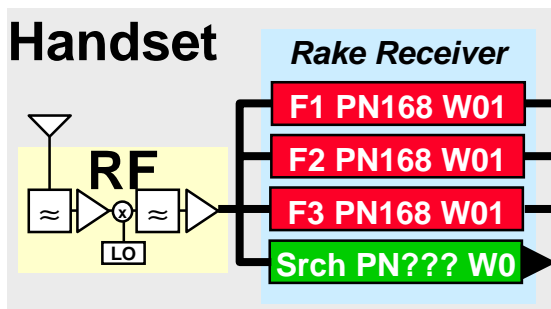 Handset
Rake Receiver
F1 PN168 W01
RF
F2 PN168 W01
≈
x
≈
F3 PN168 W01
LO
Srch PN??? W0